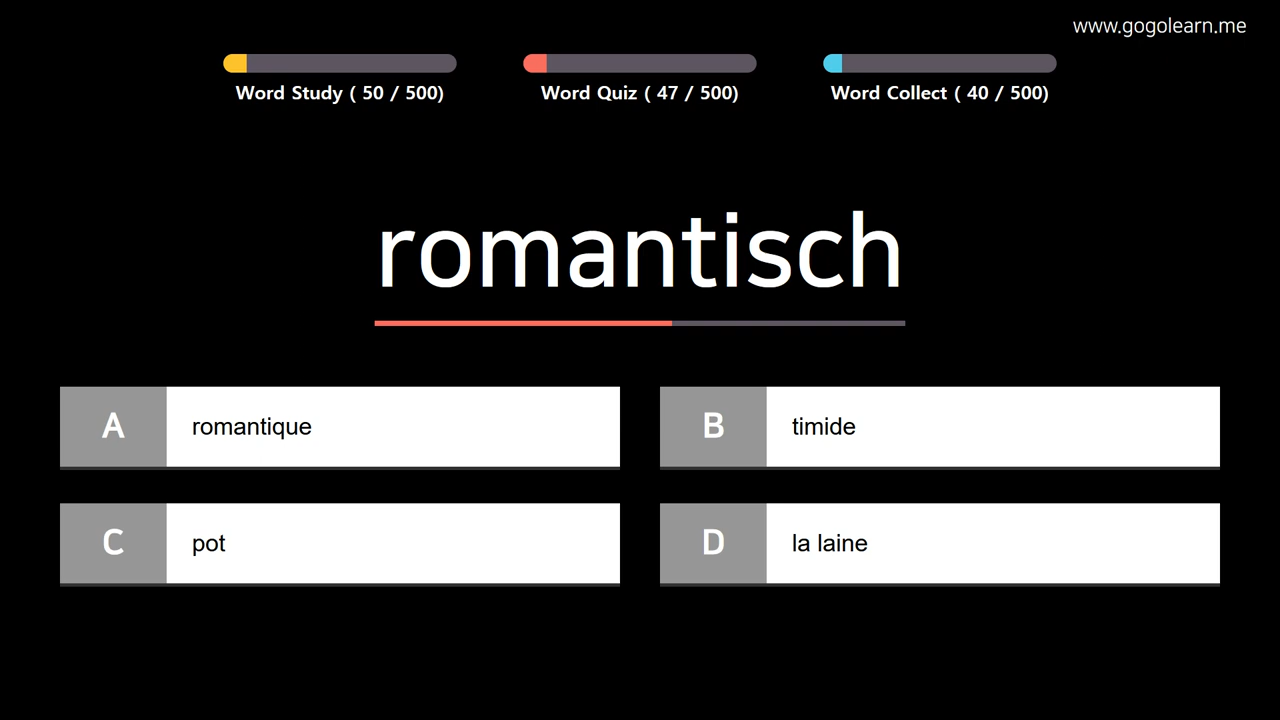 www.gogolearn.me
Word Study ( 50 / 500)
Word Quiz ( 47 / 500)
Word Collect ( 40 / 500)
romantisch
A romantique
B timide
C pot
D la laine